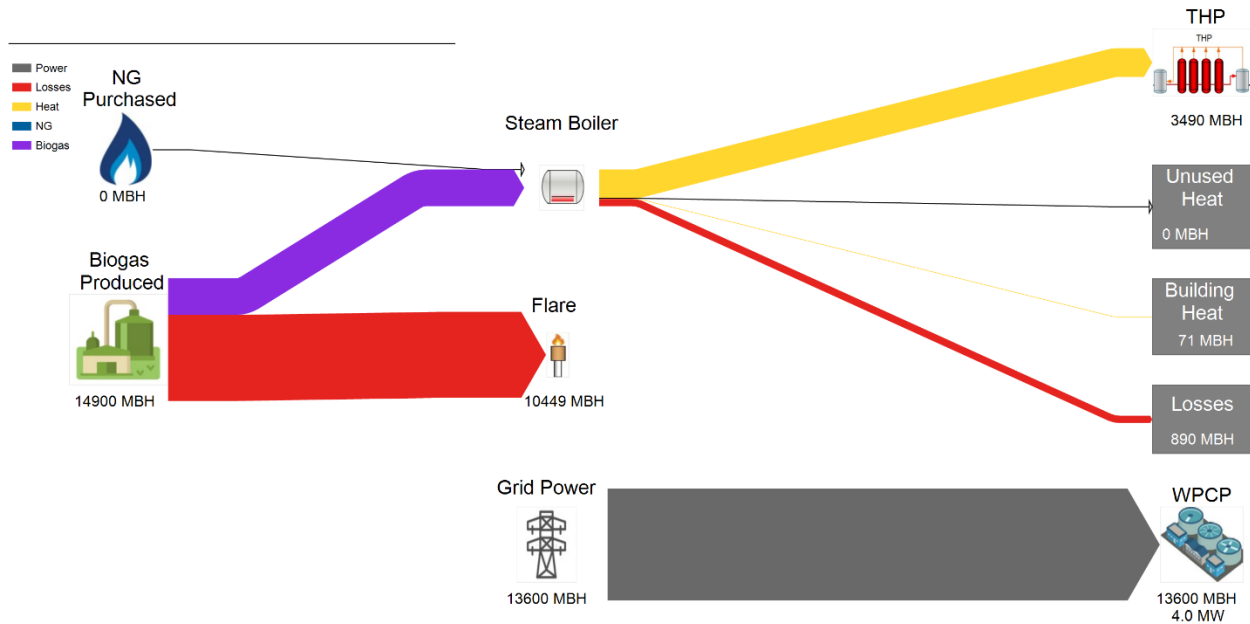 THP
THP
3490 MBH
Power
Losses
Heat
NG
Biogas
NG
Purchased
0 MBH
Steam Boiler
Unused
Heat
0 MBH
Biogas
Produced
14900 MBH
Flare
10449 MBH
Building
Heat
71 MBH
Losses
890 MBH
Grid Power
13600 MBH
WPCP
13600 MBH
4.0 MW